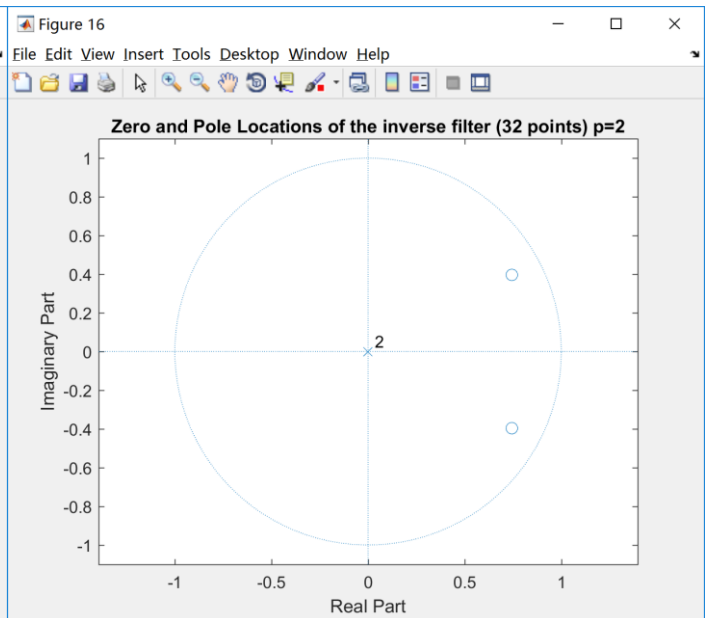 Figure 16
File Edit View Insert Tools Desktop Window Help
Zero and Pole Locations of the inverse filter (32 points) p=2
1
0.8
0.6
0.4
0.2
0
-0.2
-0.4
-0.6
-0.8
-1
Imaginary Part
2
-1 -0.5 0 0.5 1
Real Part